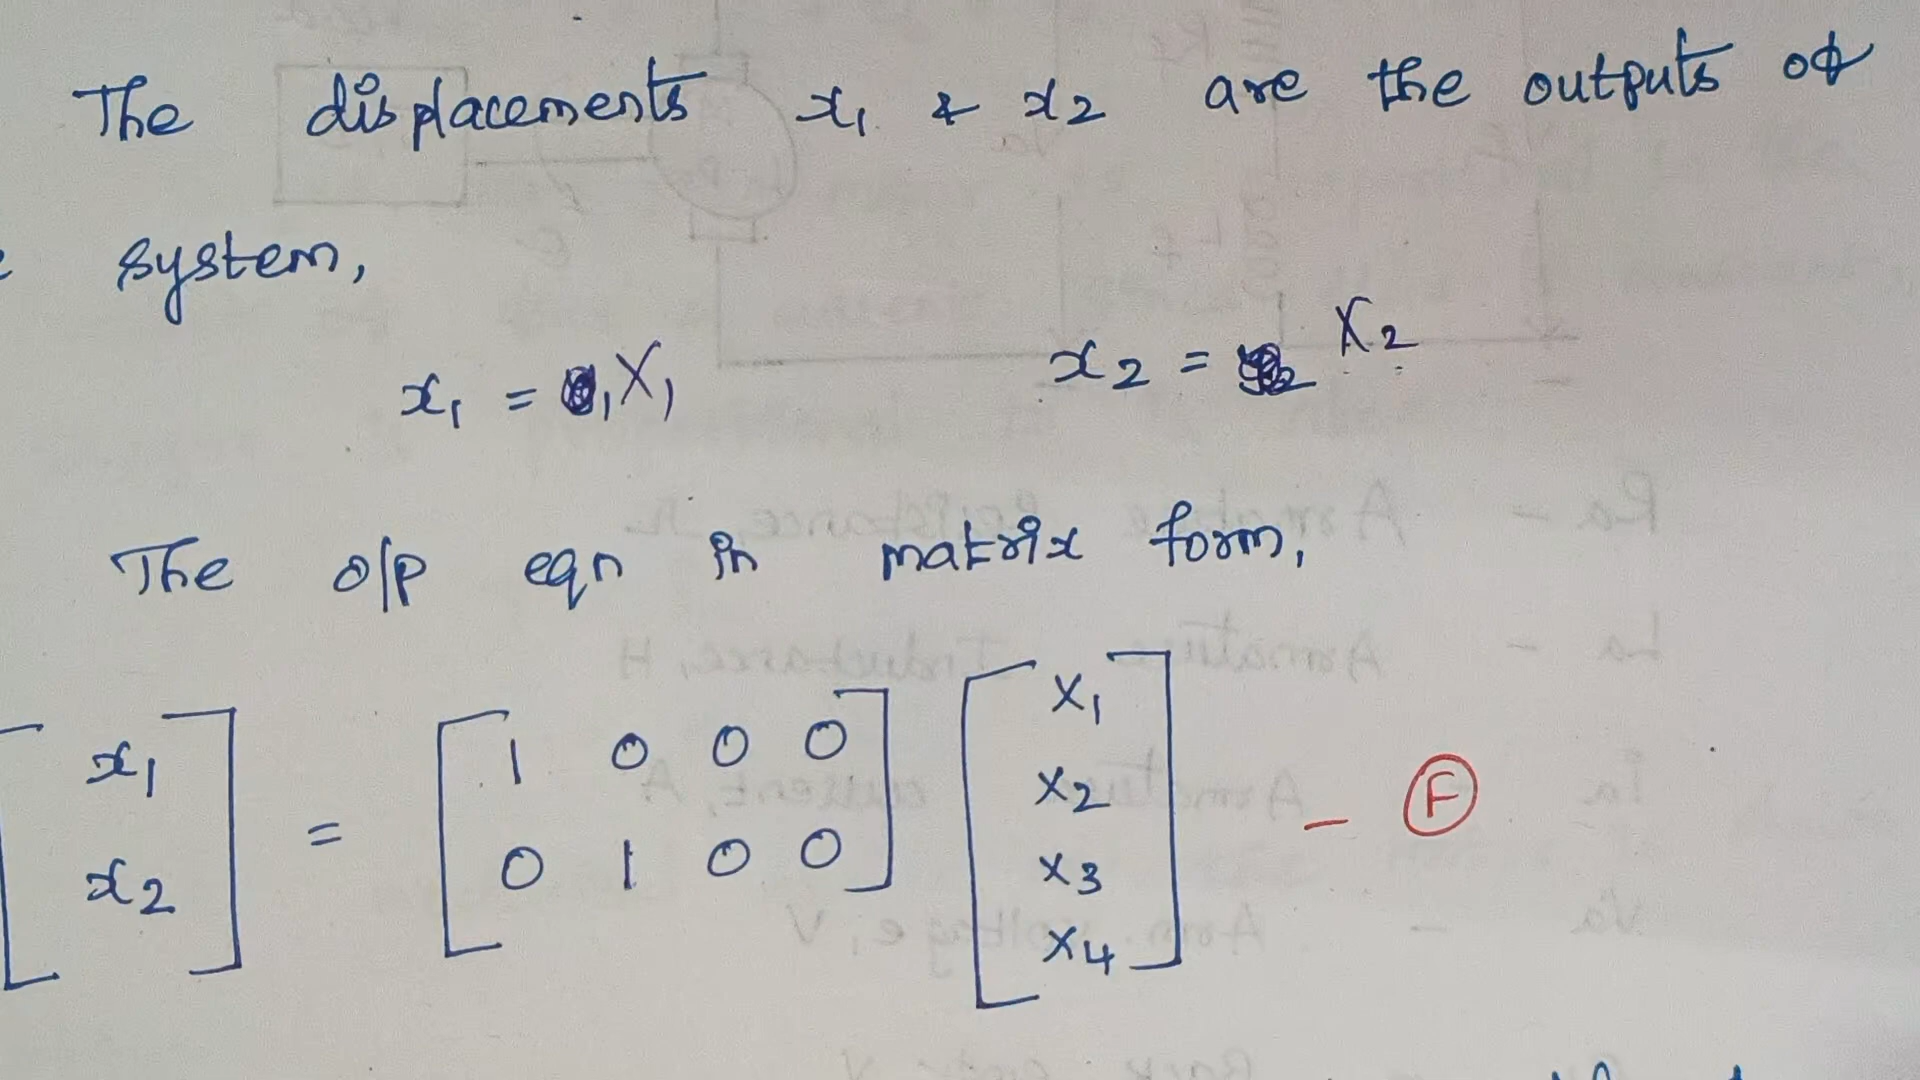 The displacements x₁ & x₂ are the outputs of
system,
x₁ = X₁ x₂ = X₂
The o/p eqn in matrix form,
[x₁ x₂] = [1 0 0 0; 0 1 0 0] [X₁ X₂ X₃ X₄] - (F)